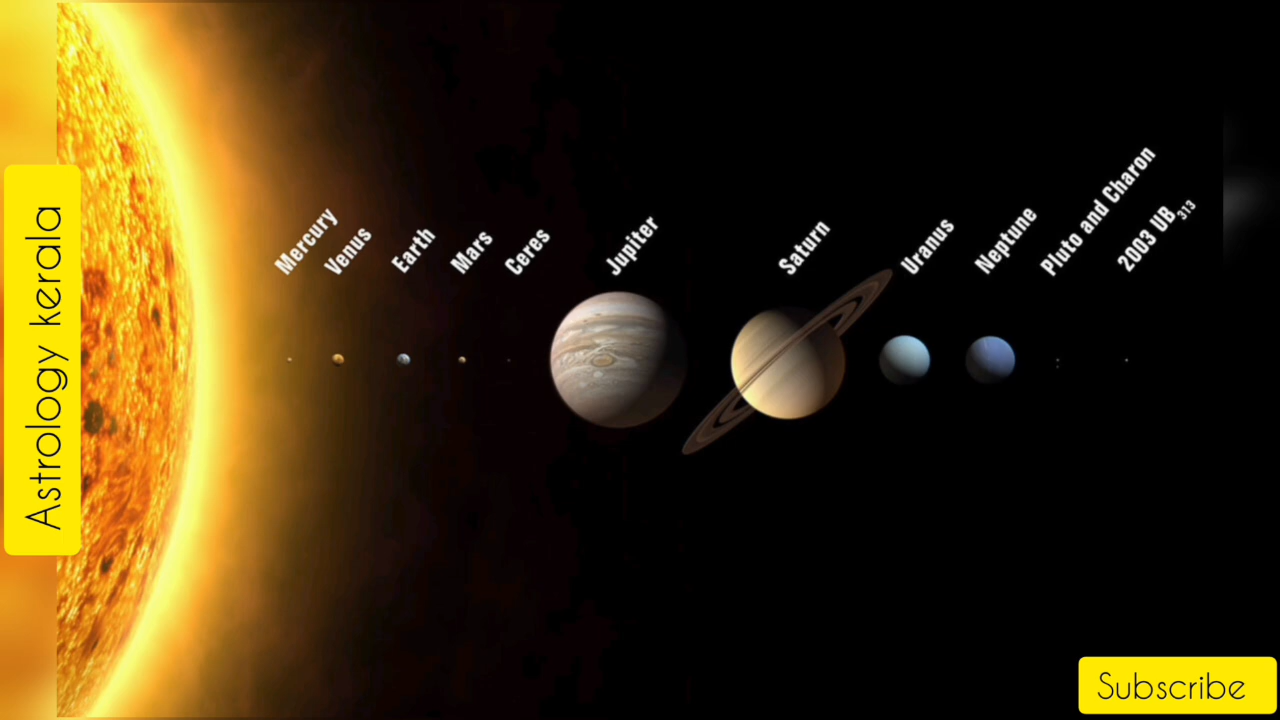 Astrology kerala
Mercury
Venus
Earth
Mars
Ceres
Jupiter
Saturn
Uranus
Neptune
Pluto and Charon
2003 UB₃₁₃
Subscribe